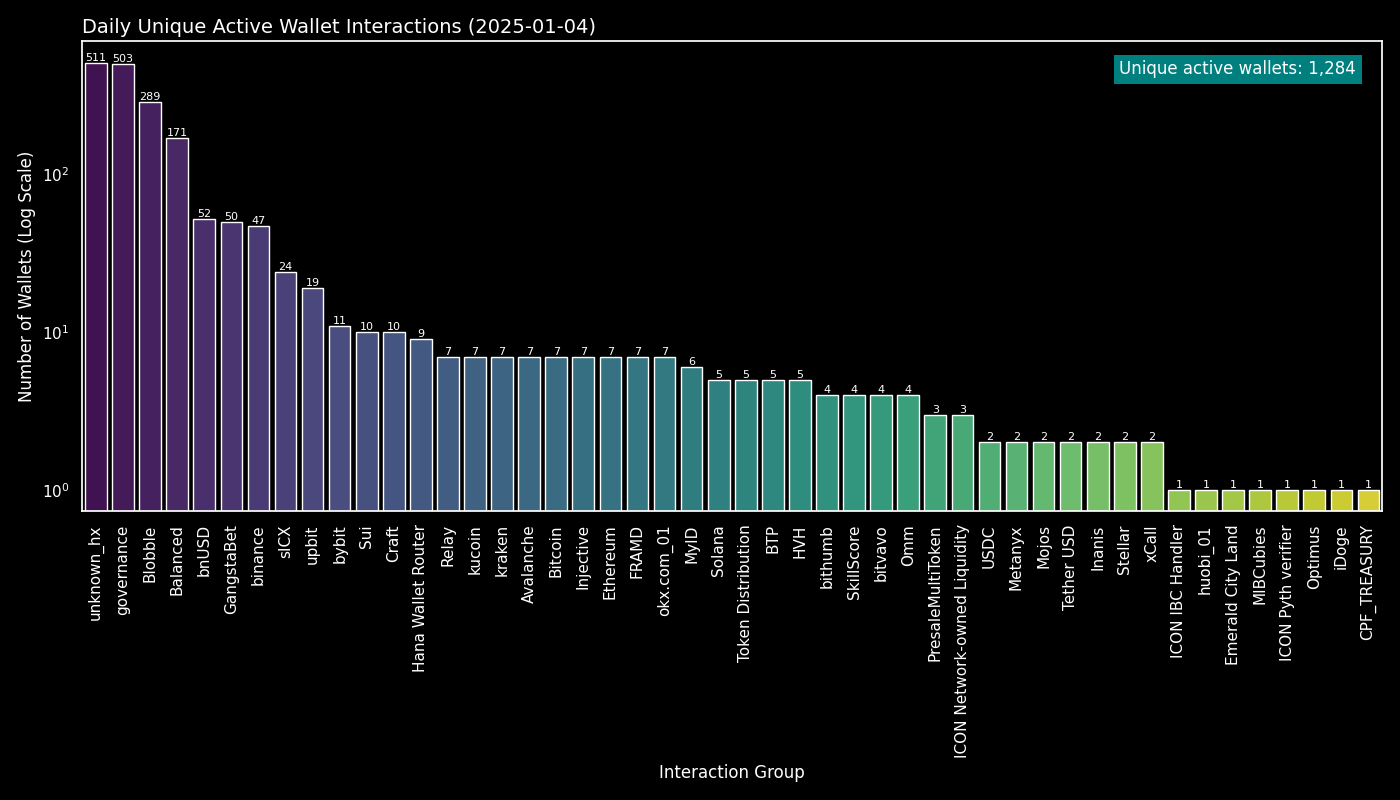 Daily Unique Active Wallet Interactions (2025-01-04)
Unique active wallets: 1,284
Number of Wallets (Log Scale)
10²
10¹
10⁰
511
503
289
171
52
50
47
24
19
11
10
10
9
7
7
7
7
7
7
7
7
7
6
5
5
5
5
4
4
4
4
3
3
2
2
2
2
2
2
2
1
1
1
1
1
1
1
1
unknown_hx
governance
Blobble
Balanced
bnUSD
GangstaBet
binance
sICX
upbit
bybit
Sui
Craft
Hana Wallet Router
Relay
kucoin
kraken
Avalanche
Bitcoin
Injective
Ethereum
FRAMD
okx.com_01
MyID
Solana
Token Distribution
BTP
HVH
bithumb
SkillScore
bitvavo
Omm
PresaleMultiToken
ICON Network-owned Liquidity
USDC
Metanyx
Mojos
Tether USD
Inanis
Stellar
xCall
ICON IBC Handler
huobi_01
Emerald City Land
MIBCubies
ICON Pyth verifier
Optimus
iDoge
CPF_TREASURY
Interaction Group